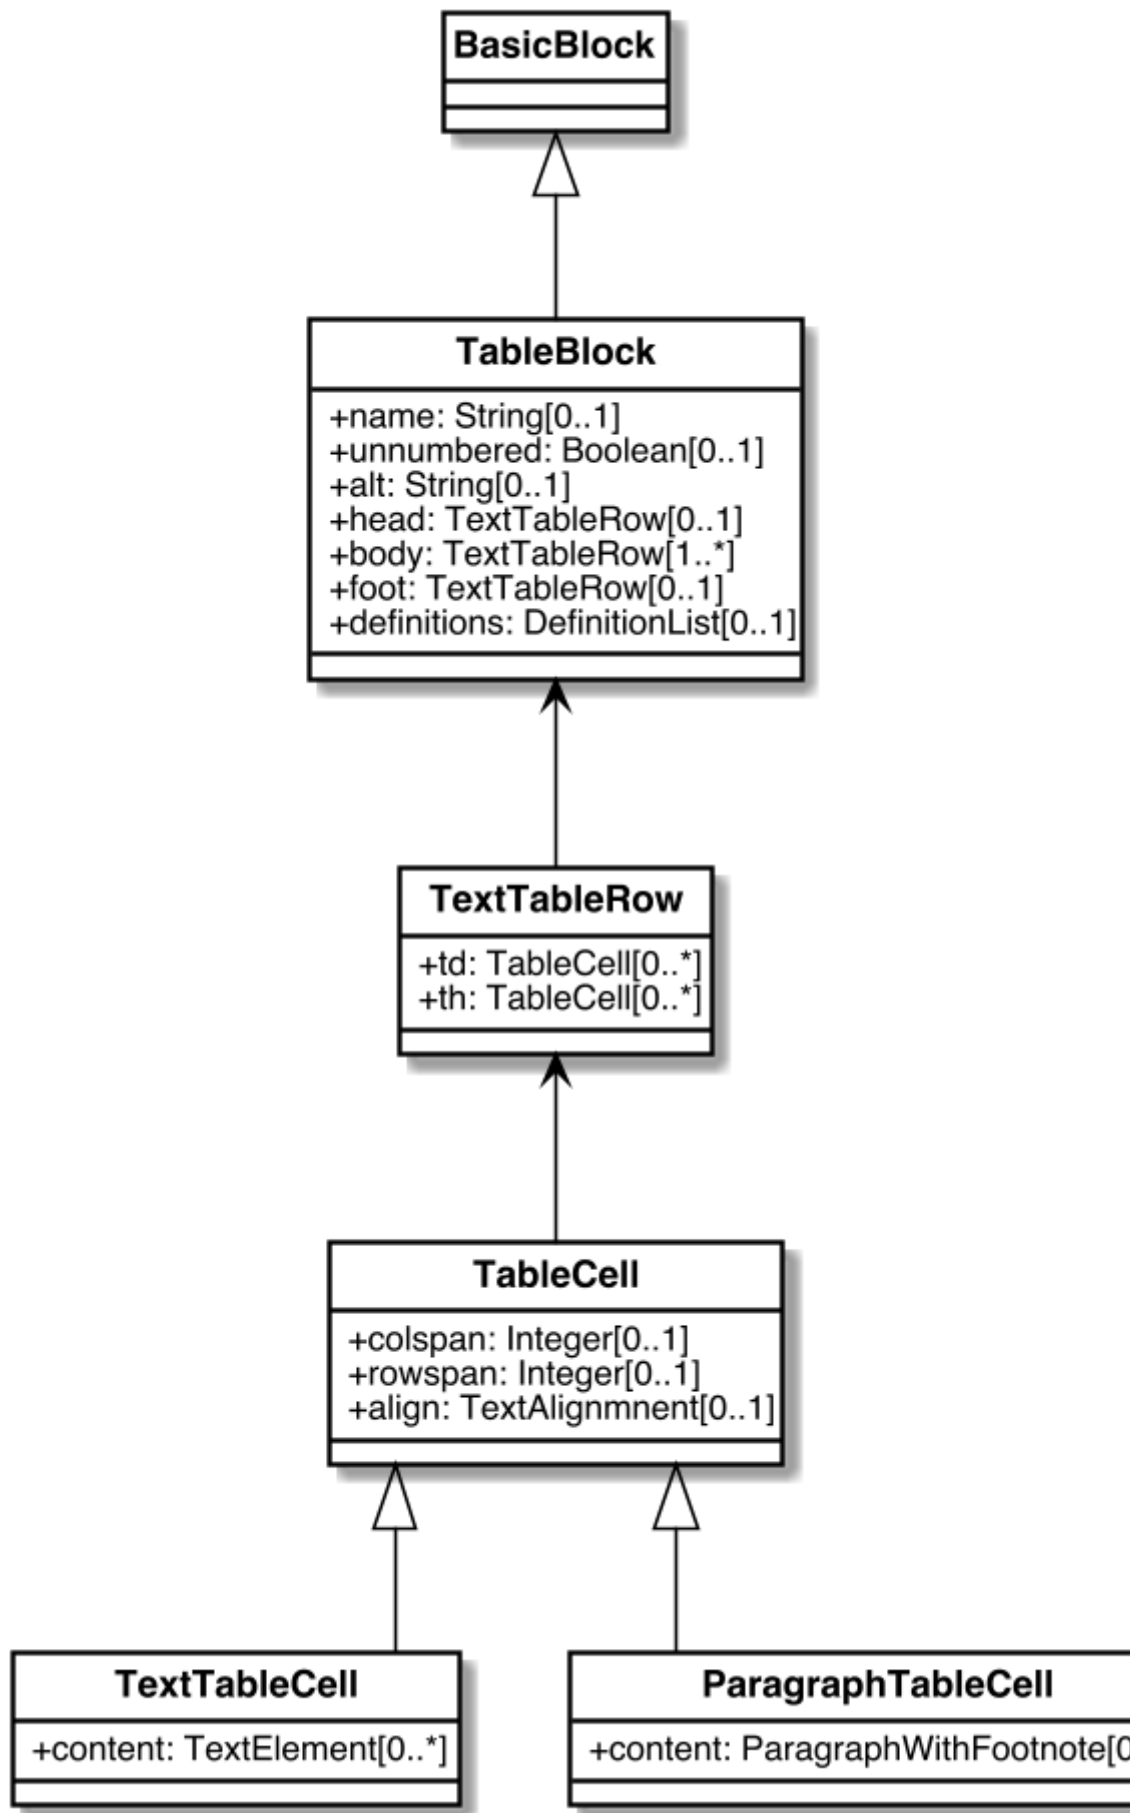 BasicBlock
TableBlock
+name: String[0..1]
+unnumbered: Boolean[0..1]
+alt: String[0..1]
+head: TextTableRow[0..1]
+body: TextTableRow[1..*]
+foot: TextTableRow[0..1]
+definitions: DefinitionList[0..1]
TextTableRow
+td: TableCell[0..*]
+th: TableCell[0..*]
TableCell
+colspan: Integer[0..1]
+rowspan: Integer[0..1]
+align: TextAlignmnent[0..1]
TextTableCell
+content: TextElement[0..*]
ParagraphTableCell
+content: ParagraphWithFootnote[0